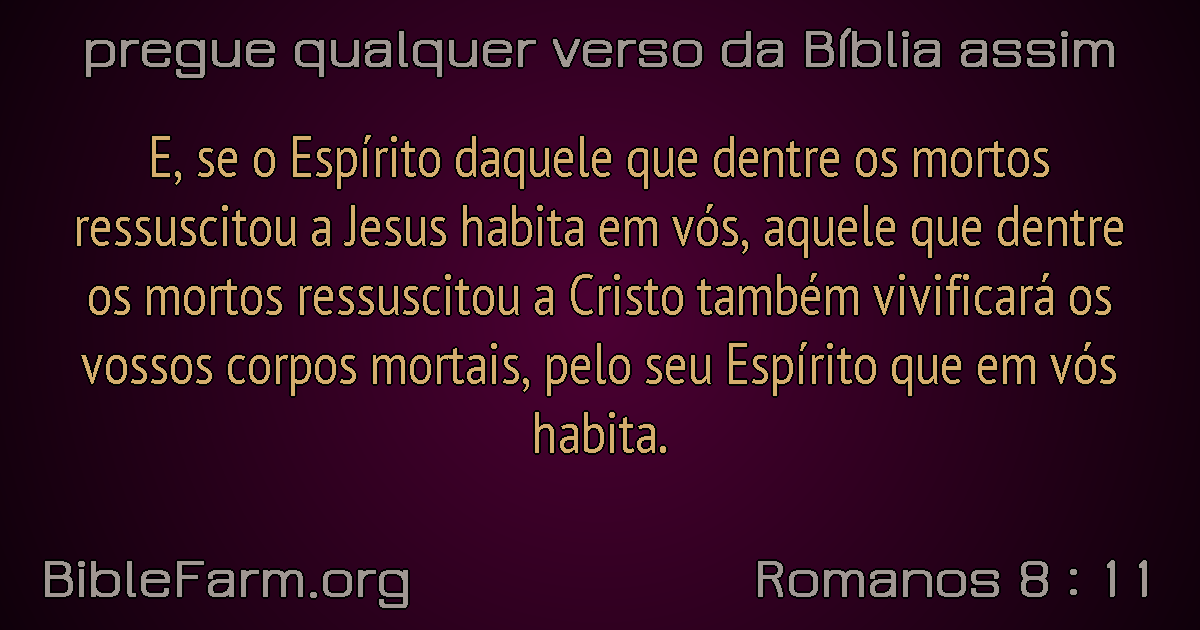 pregue qualquer verso da Bíblia assim
E, se o Espírito daquele que dentre os mortos
ressuscitou a Jesus habita em vós, aquele que dentre
os mortos ressuscitou a Cristo também vivificará os
vossos corpos mortais, pelo seu Espírito que em vós
habita.
BibleFarm.org
Romanos 8 : 11